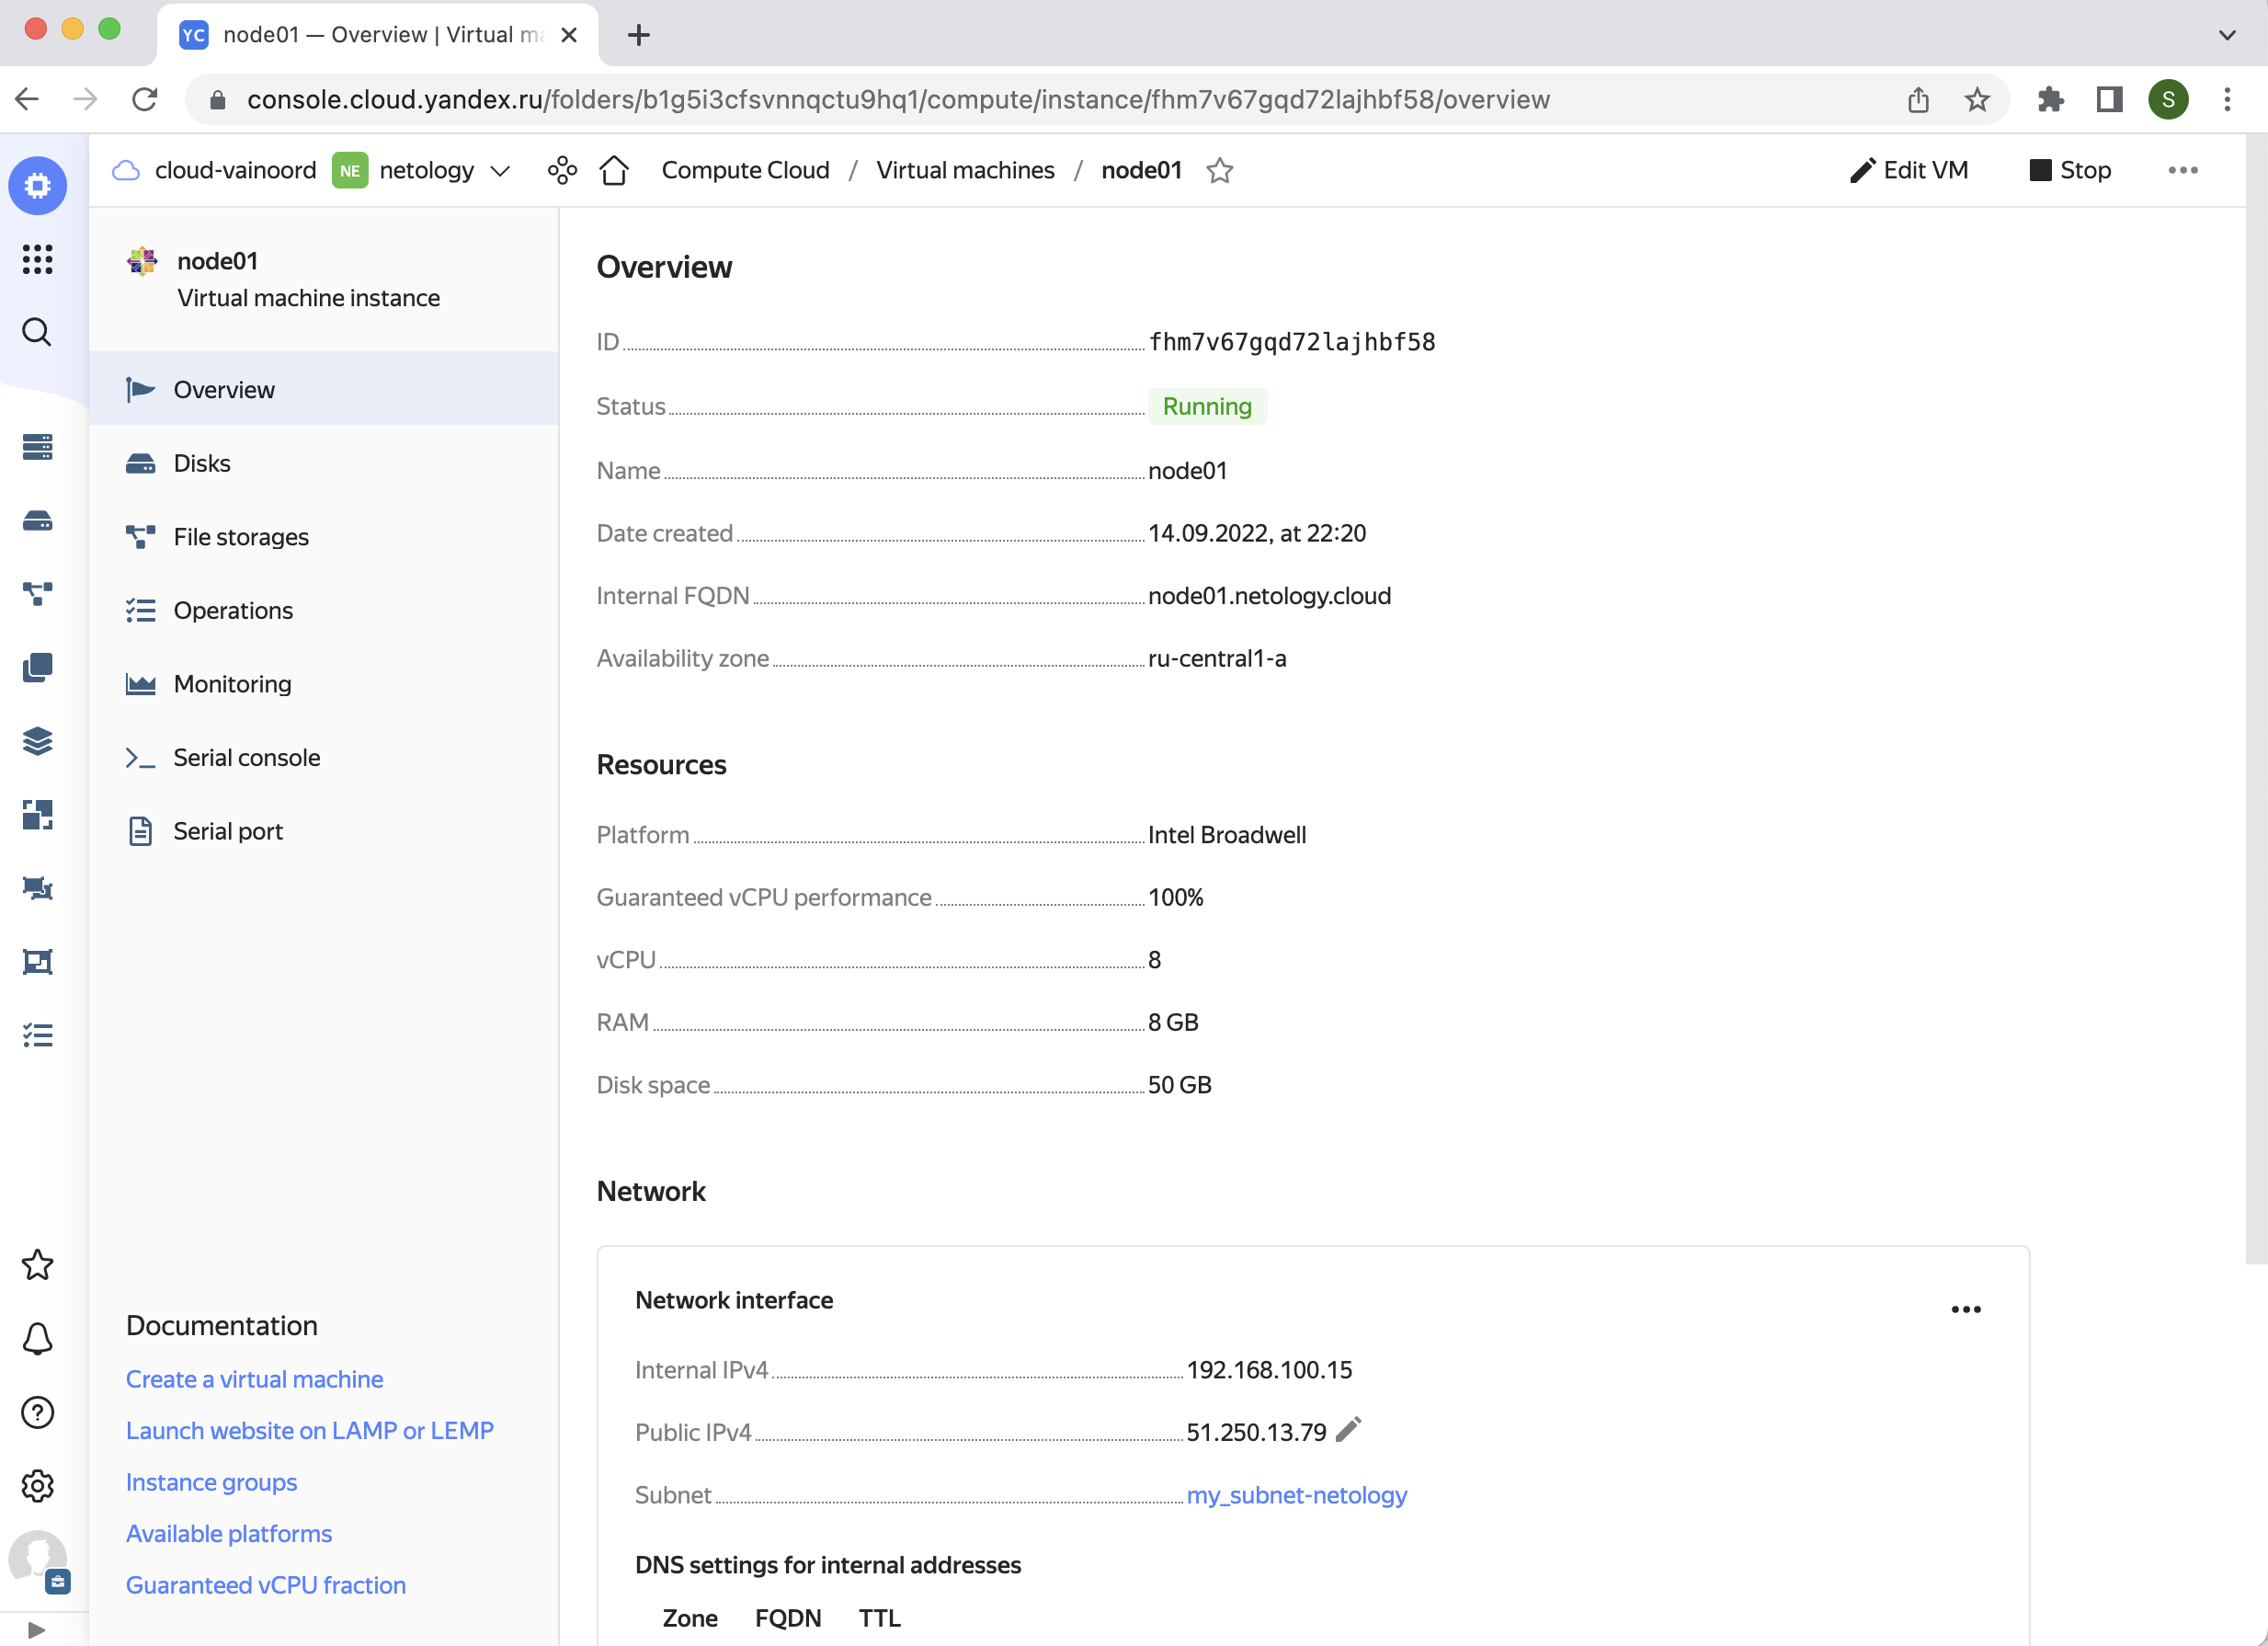 YC node01 — Overview | Virtual ma
console.cloud.yandex.ru/folders/b1g5i3cfsvnnqctu9hq1/compute/instance/fhm7v67gqd72lajhbf58/overview
S
cloud-vainoord NE netology Compute Cloud / Virtual machines / node01 Edit VM Stop
node01
Virtual machine instance
Overview
Disks
File storages
Operations
Monitoring
Serial console
Serial port
Documentation
Create a virtual machine
Launch website on LAMP or LEMP
Instance groups
Available platforms
Guaranteed vCPU fraction
Overview
ID fhm7v67gqd72lajhbf58
Status Running
Name node01
Date created 14.09.2022, at 22:20
Internal FQDN node01.netology.cloud
Availability zone ru-central1-a
Resources
Platform Intel Broadwell
Guaranteed vCPU performance 100%
vCPU 8
RAM 8 GB
Disk space 50 GB
Network
Network interface
Internal IPv4 192.168.100.15
Public IPv4 51.250.13.79
Subnet my_subnet-netology
DNS settings for internal addresses
Zone FQDN TTL